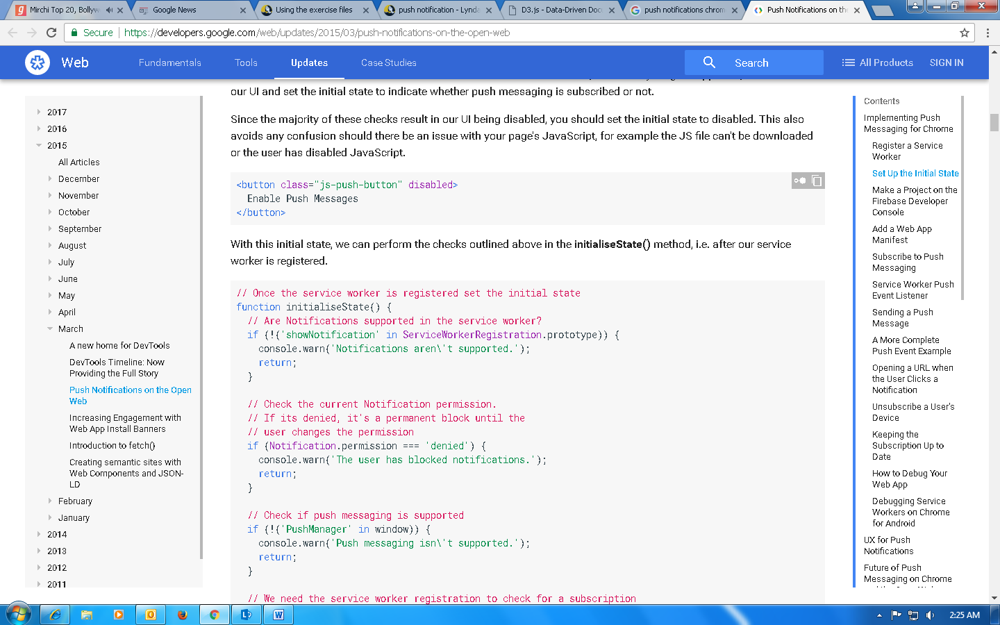 Mirchi Top 20, Bollyw
Google News
Using the exercise files
push notification - Lynda
D3.js - Data-Driven Docu
push notifications chrom
Push Notifications on the
Secure
https://developers.google.com/web/updates/2015/03/push-notifications-on-the-open-web
Web
Fundamentals
Tools
Updates
Case Studies
Search
All Products
SIGN IN
2017
2016
2015
All Articles
December
November
October
September
August
July
June
May
April
March
A new home for DevTools
DevTools Timeline: Now
Providing the Full Story
Push Notifications on the Open
Web
Increasing Engagement with
Web App Install Banners
Introduction to fetch()
Creating semantic sites with
Web Components and JSON-
LD
February
January
2014
2013
2012
2011
our UI and set the initial state to indicate whether push messaging is subscribed or not.
Since the majority of these checks result in our UI being disabled, you should set the initial state to disabled. This also
avoids any confusion should there be an issue with your page's JavaScript, for example the JS file can't be downloaded
or the user has disabled JavaScript.
<button class="js-push-button" disabled>
Enable Push Messages
</button>
With this initial state, we can perform the checks outlined above in the initialiseState() method, i.e. after our service
worker is registered.
// Once the service worker is registered set the initial state
function initialiseState() {
// Are Notifications supported in the service worker?
if (!('showNotification' in ServiceWorkerRegistration.prototype)) {
console.warn('Notifications aren\'t supported.');
return;
}
// Check the current Notification permission.
// If its denied, it's a permanent block until the
// user changes the permission
if (Notification.permission === 'denied') {
console.warn('The user has blocked notifications.');
return;
}
// Check if push messaging is supported
if (!('PushManager' in window)) {
console.warn('Push messaging isn\'t supported.');
return;
}
// We need the service worker registration to check for a subscription
Contents
Implementing Push
Messaging for Chrome
Register a Service
Worker
Set Up the Initial State
Make a Project on the
Firebase Developer
Console
Add a Web App
Manifest
Subscribe to Push
Messaging
Service Worker Push
Event Listener
Sending a Push
Message
A More Complete
Push Event Example
Opening a URL when
the User Clicks a
Notification
Unsubscribe a User's
Device
Keeping the
Subscription Up to
Date
How to Debug Your
Web App
Debugging Service
Workers on Chrome
for Android
UX for Push
Notifications
Future of Push
Messaging on Chrome
2:25 AM